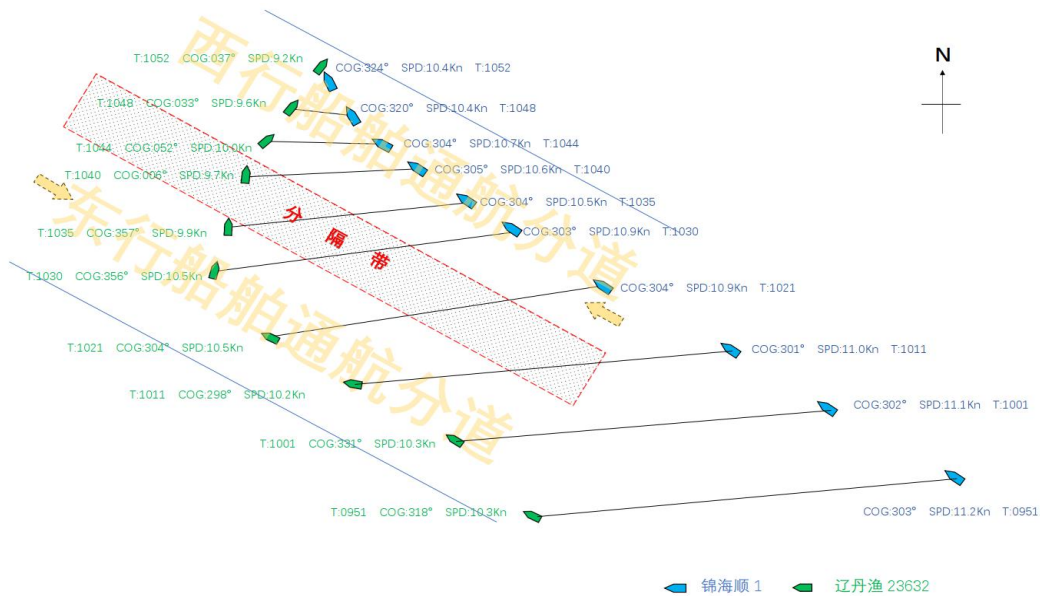 N
T:1052 COG:037° SPD:9.2Kn
COG:324° SPD:10.4Kn T:1052
T:1048 COG:033° SPD:9.6Kn
COG:320° SPD:10.4Kn T:1048
T:1044 COG:052° SPD:10.0Kn
COG:304° SPD:10.7Kn T:1044
T:1040 COG:006° SPD:9.7Kn
COG:305° SPD:10.6Kn T:1040
T:1035 COG:357° SPD:9.9Kn
COG:304° SPD:10.5Kn T:1035
T:1030 COG:356° SPD:10.5Kn
COG:303° SPD:10.9Kn T:1030
T:1021 COG:304° SPD:10.5Kn
COG:304° SPD:10.9Kn T:1021
T:1011 COG:298° SPD:10.2Kn
COG:301° SPD:11.0Kn T:1011
T:1001 COG:331° SPD:10.3Kn
COG:302° SPD:11.1Kn T:1001
T:0951 COG:318° SPD:10.3Kn
COG:303° SPD:11.2Kn T:0951
西行船舶通航分道
分隔带
东行船舶通航分道
锦海顺 1
辽丹渔 23632